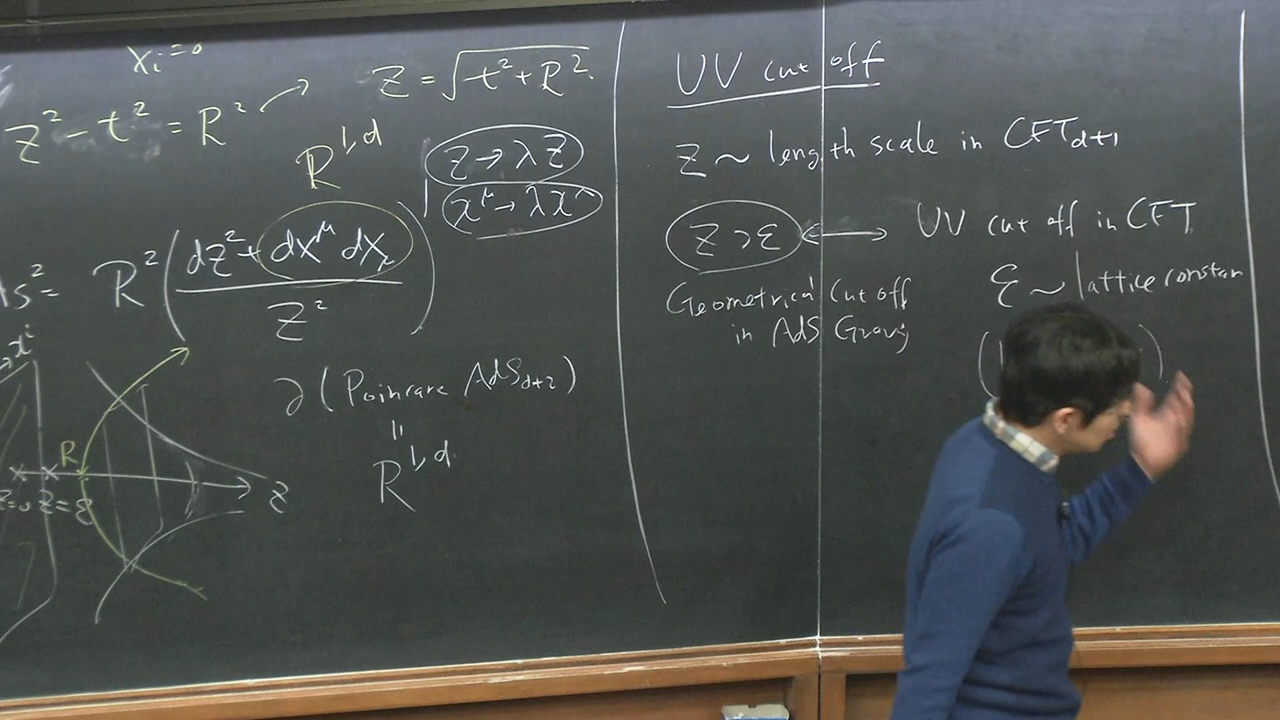 x_i = 0
z² - t² = R²
z = √(t² + R²)
R^{1,d}
z → λz
x^μ → λx^μ
ds² = R² ( (dz² + dx^μ dx_μ) / z² )
∂(Poincare AdS_{d+2})
=
R^{1,d}
x^i
R
z=0 z=ε
z
UV cut off
z ~ length scale in CFT_{d+1}
z > ε ↔ UV cut off in CFT
ε ~ lattice constan
Geometrical cut off
in AdS Gravity
( )